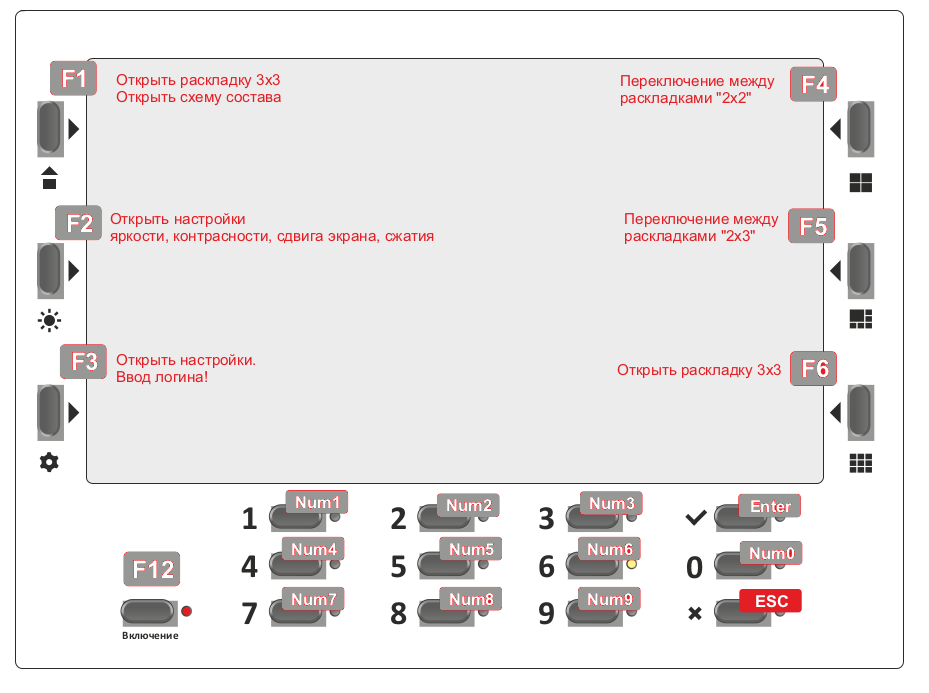 F1
Открыть раскладку 3х3
Открыть схему состава
Переключение между
раскладками "2х2"
F4
F2
Открыть настройки
яркости, контрасности, сдвига экрана, сжатия
Переключение между
раскладками "2х3"
F5
F3
Открыть настройки.
Ввод логина!
Открыть раскладку 3х3
F6
1 Num1 2 Num2 3 Num3 Enter
F12
4 Num4 5 Num5 6 Num6 0 Num0
7 Num7 8 Num8 9 Num9 ESC
Включение